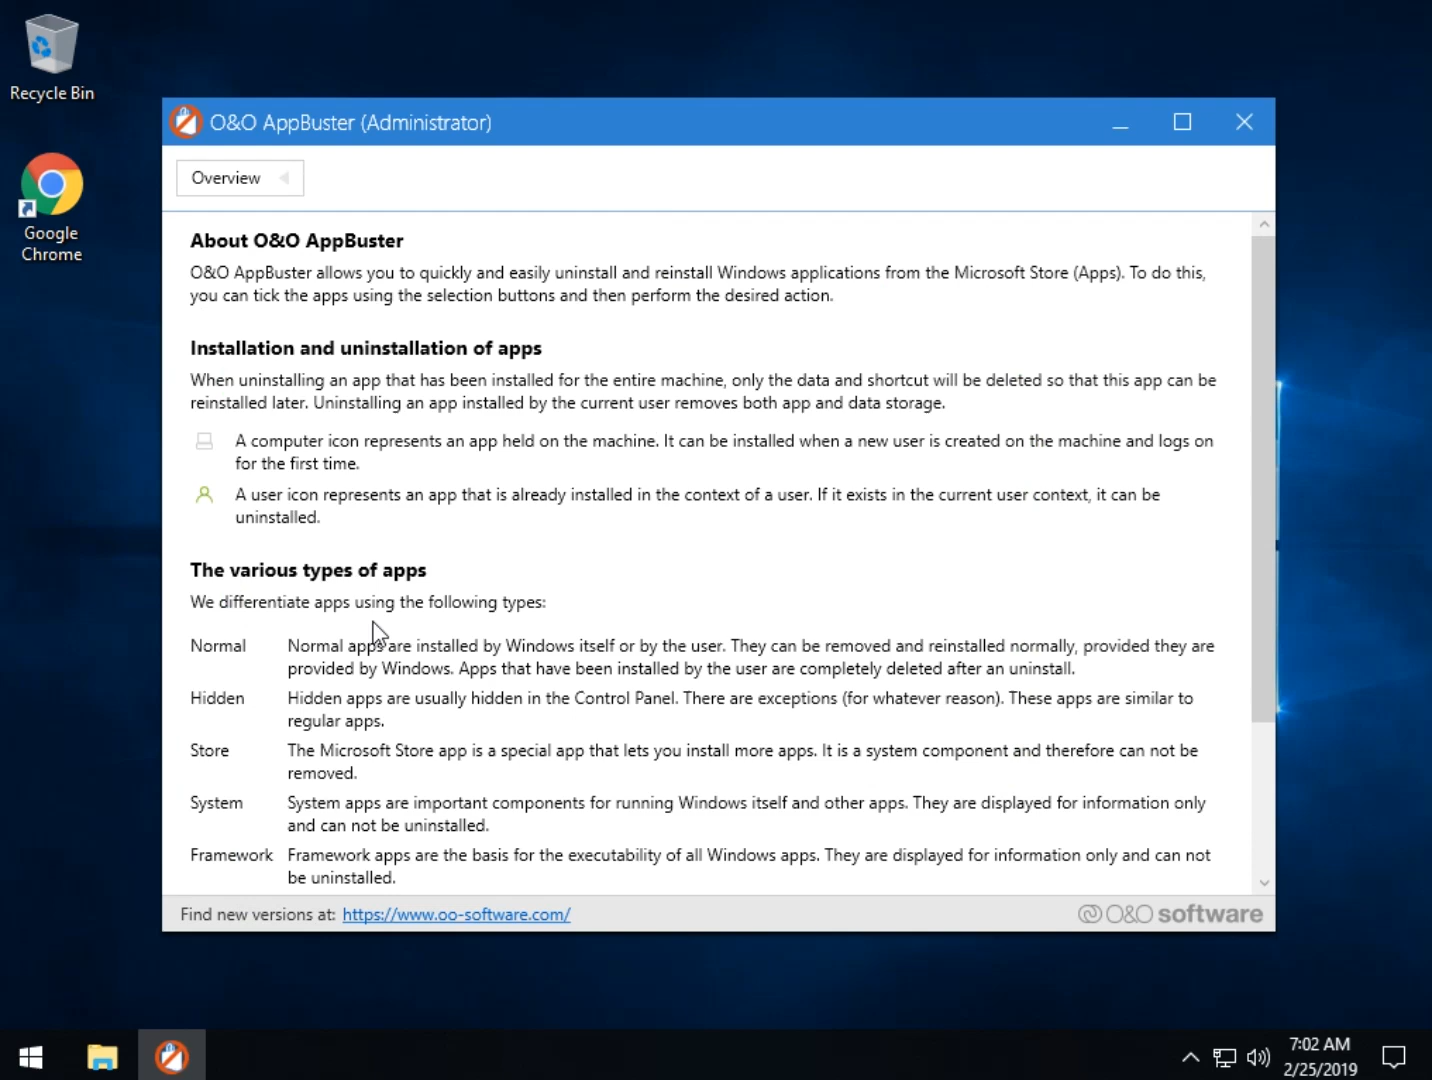 Recycle Bin
Google
Chrome
O&O AppBuster (Administrator)
Overview
About O&O AppBuster
O&O AppBuster allows you to quickly and easily uninstall and reinstall Windows applications from the Microsoft Store (Apps). To do this,
you can tick the apps using the selection buttons and then perform the desired action.
Installation and uninstallation of apps
When uninstalling an app that has been installed for the entire machine, only the data and shortcut will be deleted so that this app can be
reinstalled later. Uninstalling an app installed by the current user removes both app and data storage.
A computer icon represents an app held on the machine. It can be installed when a new user is created on the machine and logs on
for the first time.
A user icon represents an app that is already installed in the context of a user. If it exists in the current user context, it can be
uninstalled.
The various types of apps
We differentiate apps using the following types:
Normal Normal apps are installed by Windows itself or by the user. They can be removed and reinstalled normally, provided they are
provided by Windows. Apps that have been installed by the user are completely deleted after an uninstall.
Hidden Hidden apps are usually hidden in the Control Panel. There are exceptions (for whatever reason). These apps are similar to
regular apps.
Store The Microsoft Store app is a special app that lets you install more apps. It is a system component and therefore can not be
removed.
System System apps are important components for running Windows itself and other apps. They are displayed for information only
and can not be uninstalled.
Framework Framework apps are the basis for the executability of all Windows apps. They are displayed for information only and can not
be uninstalled.
Find new versions at: https://www.oo-software.com/
O&O software
7:02 AM
2/25/2019